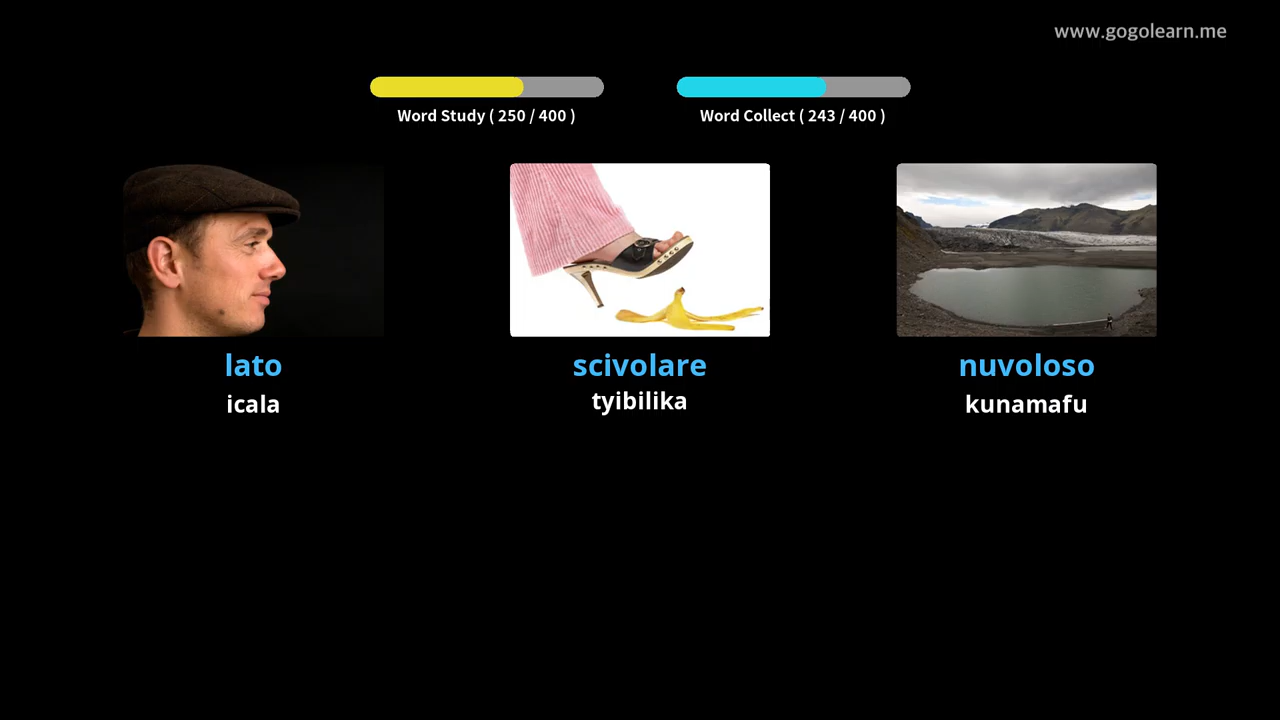 www.gogolearn.me
Word Study ( 250 / 400 )
Word Collect ( 243 / 400 )
lato
icala
scivolare
tyibilika
nuvoloso
kunamafu